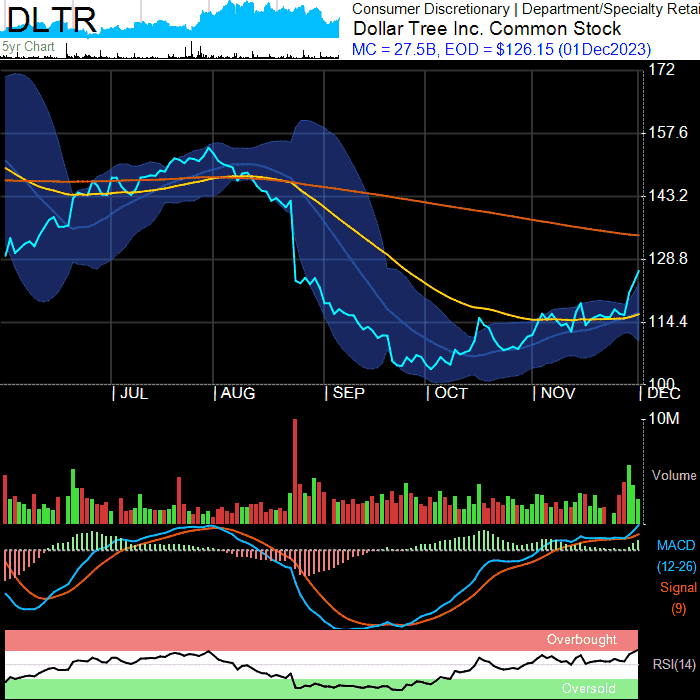 DLTR
5yr Chart
Consumer Discretionary | Department/Specialty Retai
Dollar Tree Inc. Common Stock
MC = 27.5B, EOD = $126.15 (01Dec2023)
172
157.6
143.2
128.8
114.4
100
| JUL | AUG | SEP | OCT | NOV | DEC
10M
Volume
MACD
(12-26)
Signal
(9)
Overbought
RSI(14)
Oversold